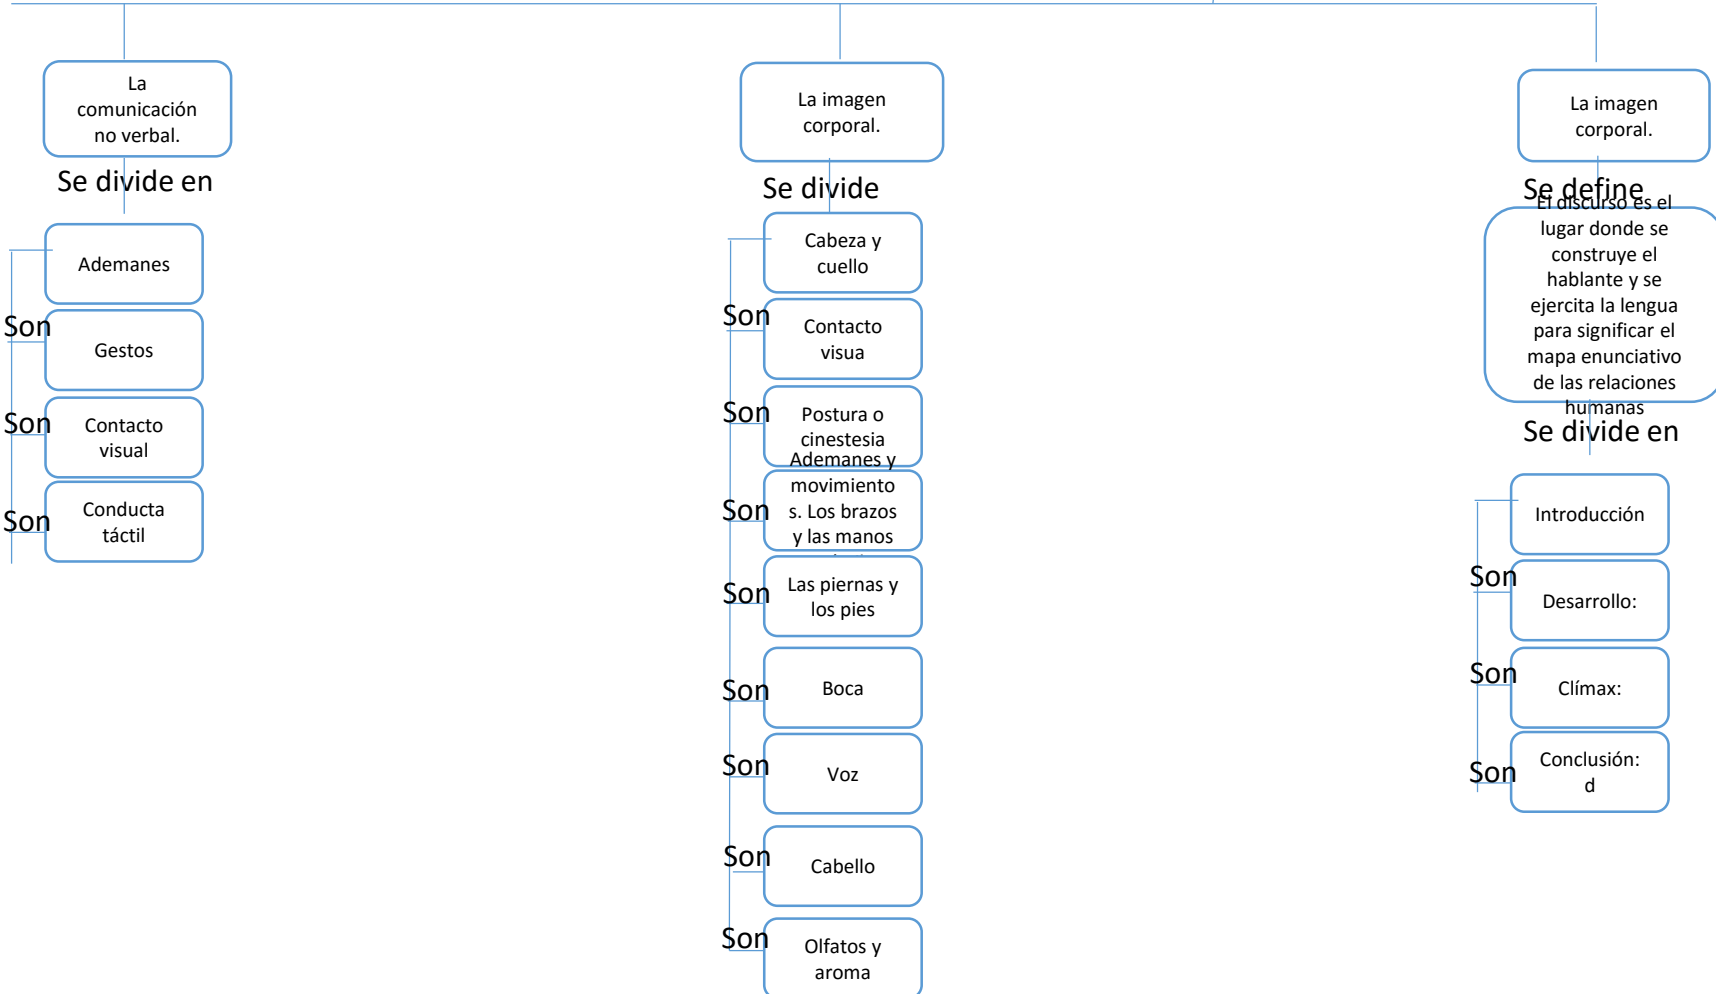 La
comunicación
no verbal.
Se divide en
Ademanes
Son
Gestos
Son
Contacto
visual
Son
Conducta
táctil
La imagen
corporal.
Se divide
Cabeza y
cuello
Son
Contacto
visua
Son
Postura o
cinestesia
Ademanes y
movimiento
Son
s. Los brazos
y las manos
Son
Las piernas y
los pies
Son
Boca
Son
Voz
Son
Cabello
Son
Olfatos y
aroma
La imagen
corporal.
Se define
El discurso es el
lugar donde se
construye el
hablante y se
ejercita la lengua
para significar el
mapa enunciativo
de las relaciones
humanas
Se divide en
Introducción
Son
Desarrollo:
Son
Clímax:
Son
Conclusión:
d